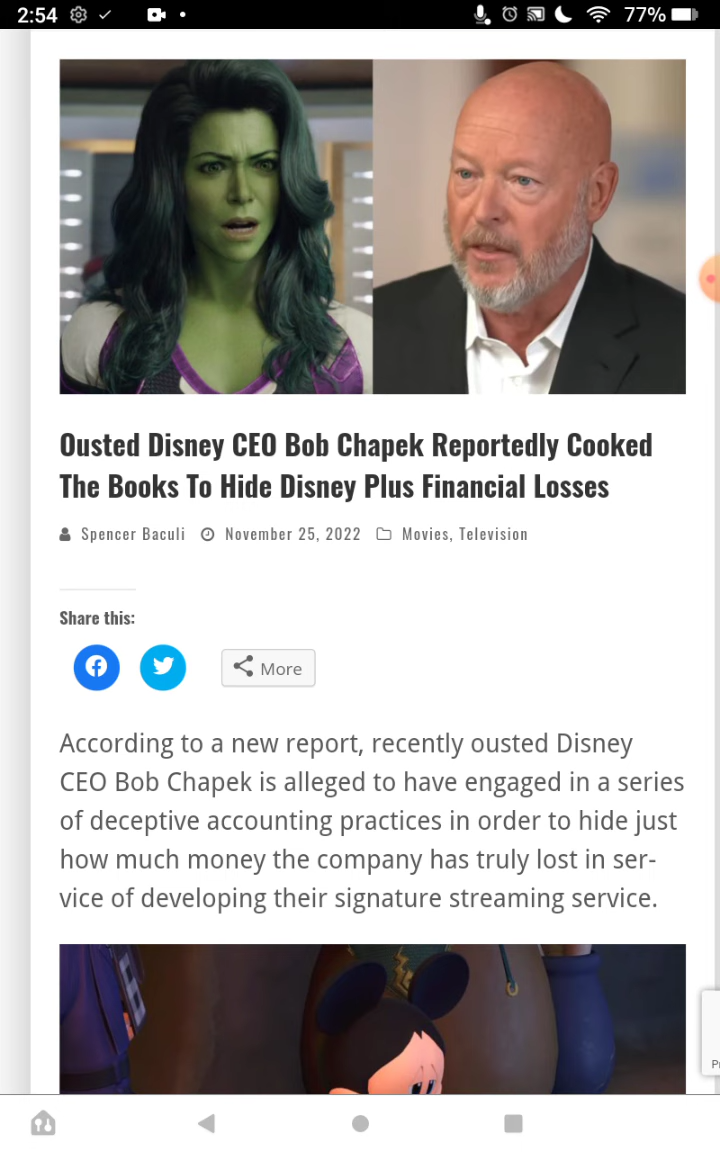 2:54
77%
Ousted Disney CEO Bob Chapek Reportedly Cooked
The Books To Hide Disney Plus Financial Losses
Spencer Baculi November 25, 2022 Movies, Television
Share this:
More
According to a new report, recently ousted Disney
CEO Bob Chapek is alleged to have engaged in a series
of deceptive accounting practices in order to hide just
how much money the company has truly lost in ser-
vice of developing their signature streaming service.